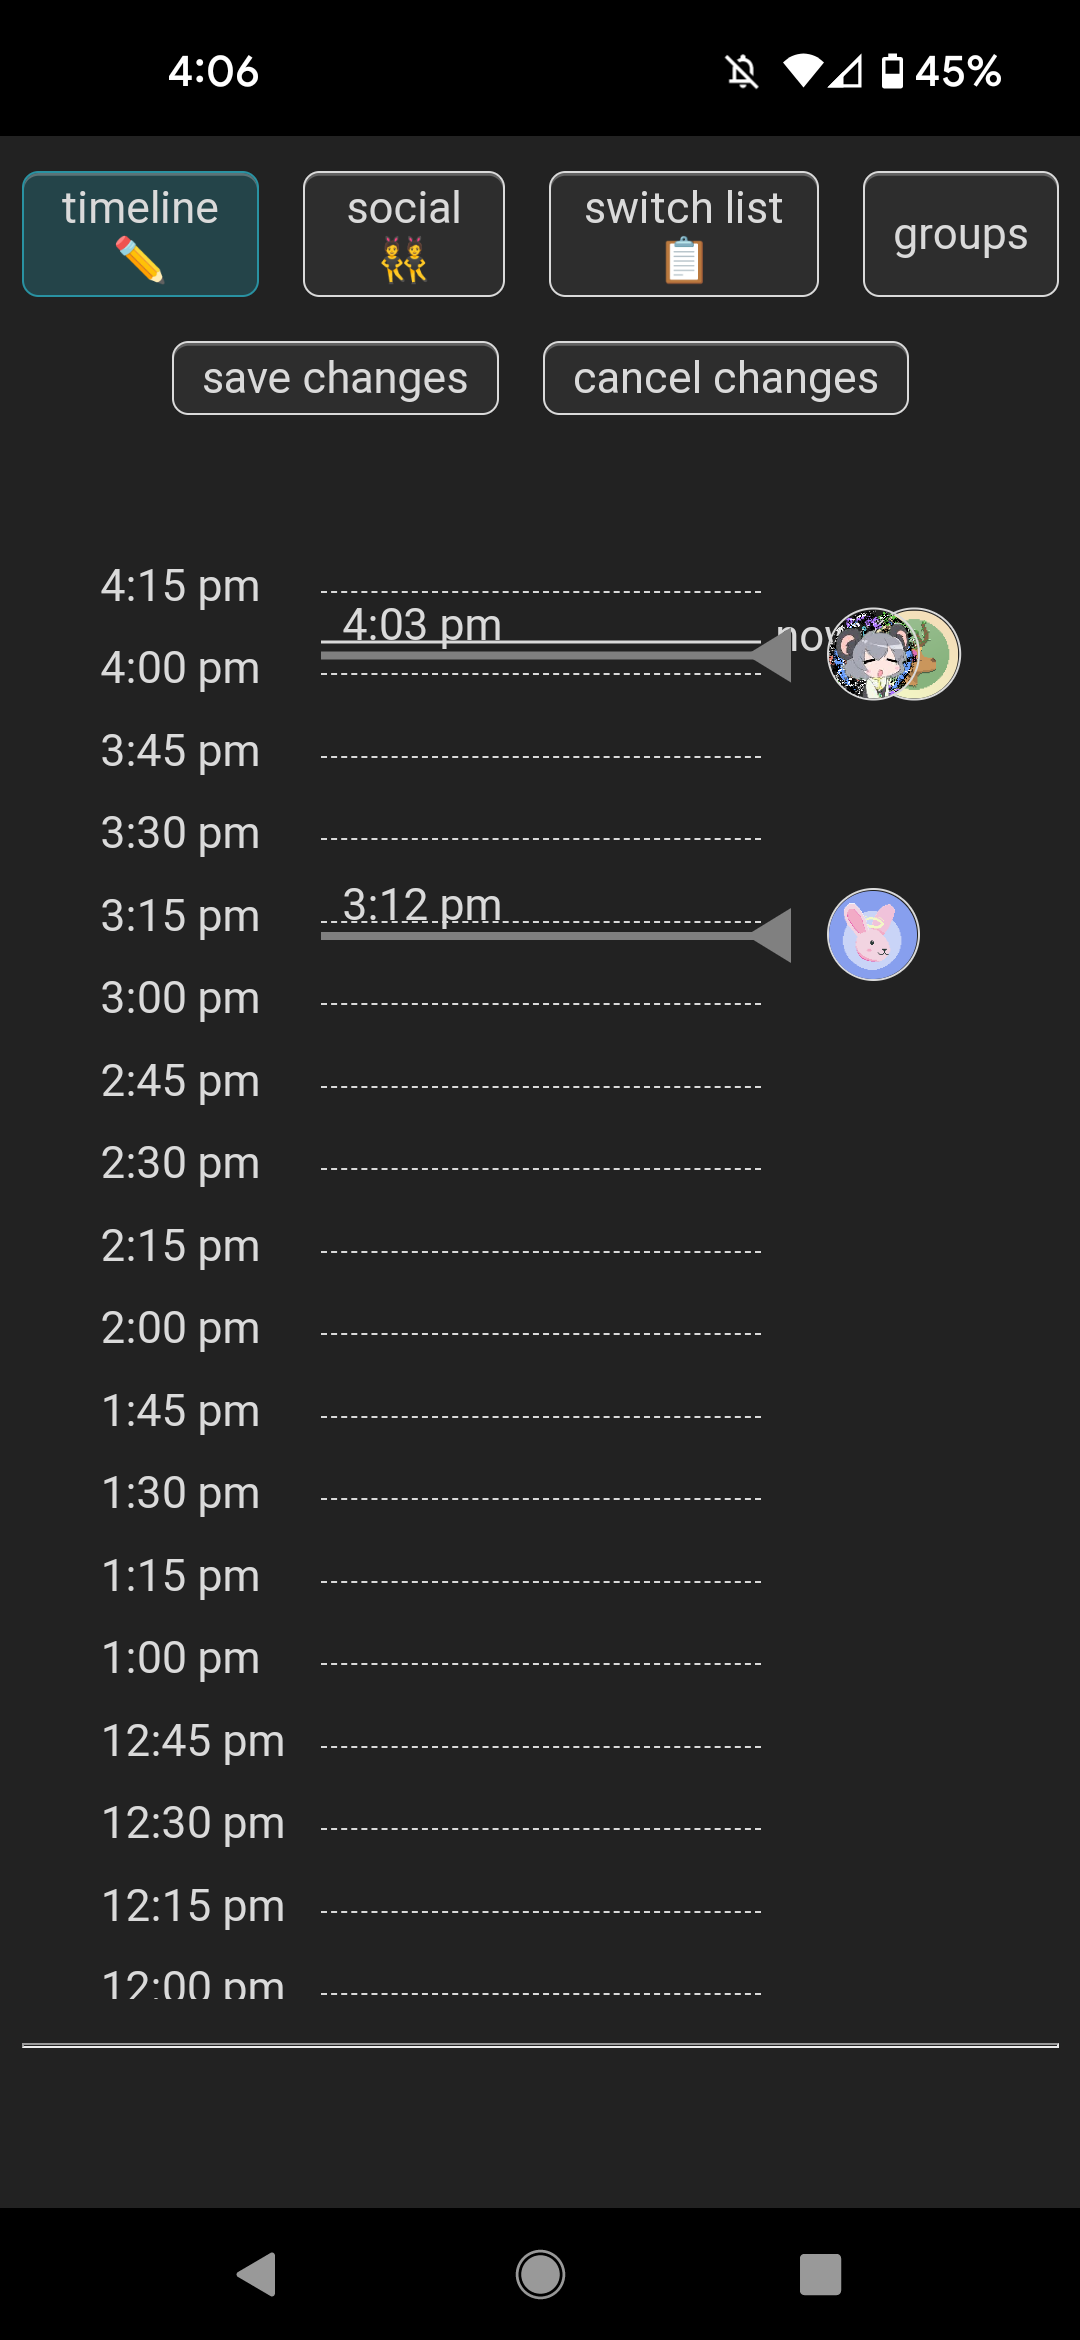 4:06
45%
timeline
social
switch list
groups
save changes
cancel changes
4:15 pm
4:03 pm
now
4:00 pm
3:45 pm
3:30 pm
3:12 pm
3:15 pm
3:00 pm
2:45 pm
2:30 pm
2:15 pm
2:00 pm
1:45 pm
1:30 pm
1:15 pm
1:00 pm
12:45 pm
12:30 pm
12:15 pm
12:00 pm